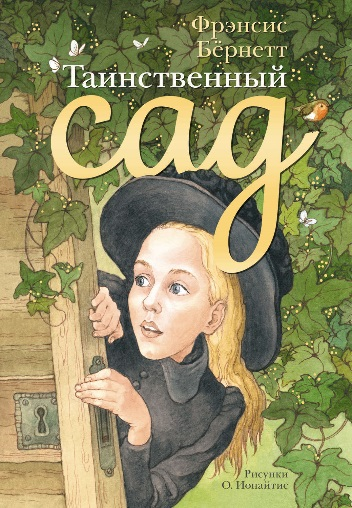 Фрэнсис
Бёрнетт
Таинственный
сад
Рисунки
О. Ионайтис